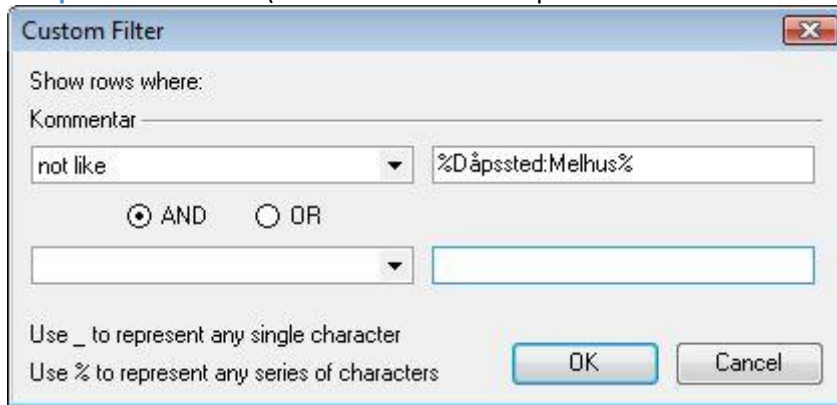 Custom Filter
Show rows where:
Kommentar
not like %Dåpssted:Melhus%
AND OR
Use _ to represent any single character
Use % to represent any series of characters
OK Cancel